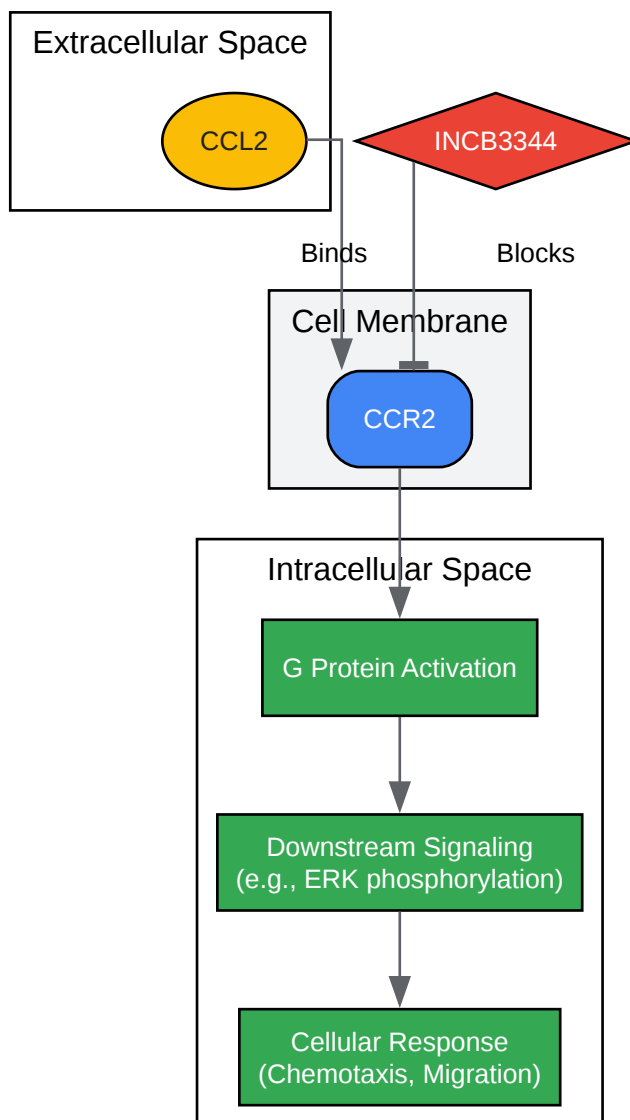 Extracellular Space
CCL2
INCB3344
Binds
Blocks
Cell Membrane
CCR2
Intracellular Space
G Protein Activation
Downstream Signaling
(e.g., ERK phosphorylation)
Cellular Response
(Chemotaxis, Migration)